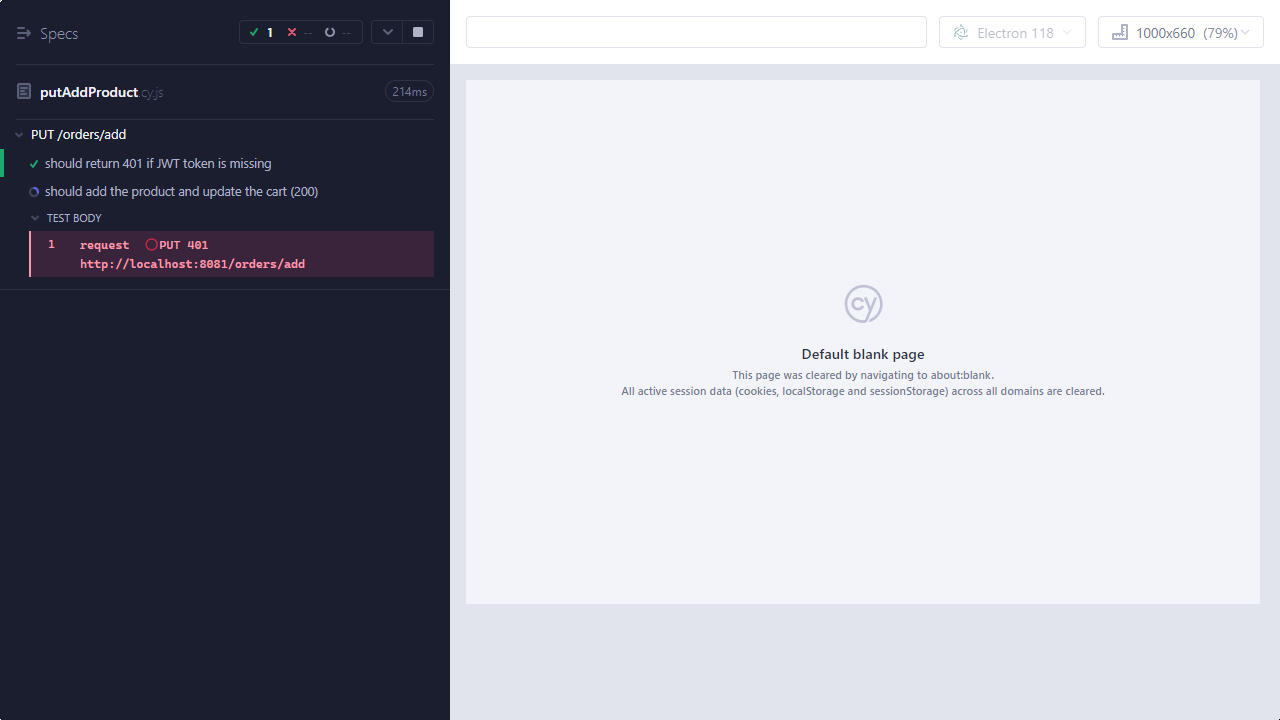 Specs
1 -- --
putAddProduct.cy.js
214ms
PUT /orders/add
should return 401 if JWT token is missing
should add the product and update the cart (200)
TEST BODY
1 request PUT 401
http://localhost:8081/orders/add
Electron 118
1000x660 (79%)
cy
Default blank page
This page was cleared by navigating to about:blank.
All active session data (cookies, localStorage and sessionStorage) across all domains are cleared.